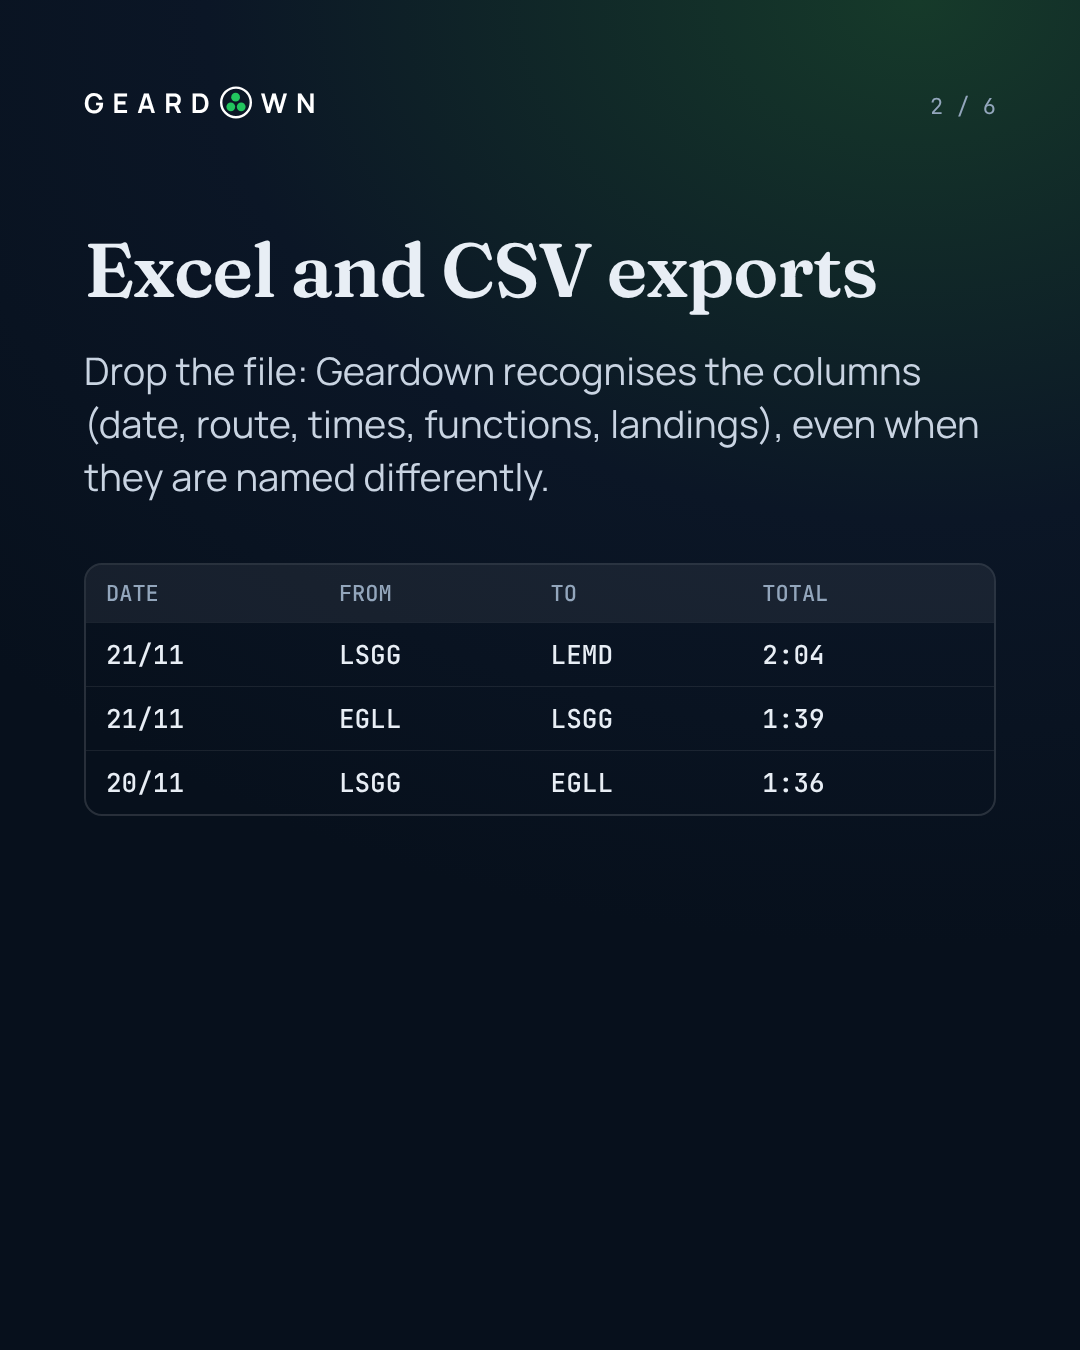 GEARDOWN
2 / 6
Excel and CSV exports
Drop the file: Geardown recognises the columns
(date, route, times, functions, landings), even when
they are named differently.
DATE FROM TO TOTAL
21/11 LSGG LEMD 2:04
21/11 EGLL LSGG 1:39
20/11 LSGG EGLL 1:36